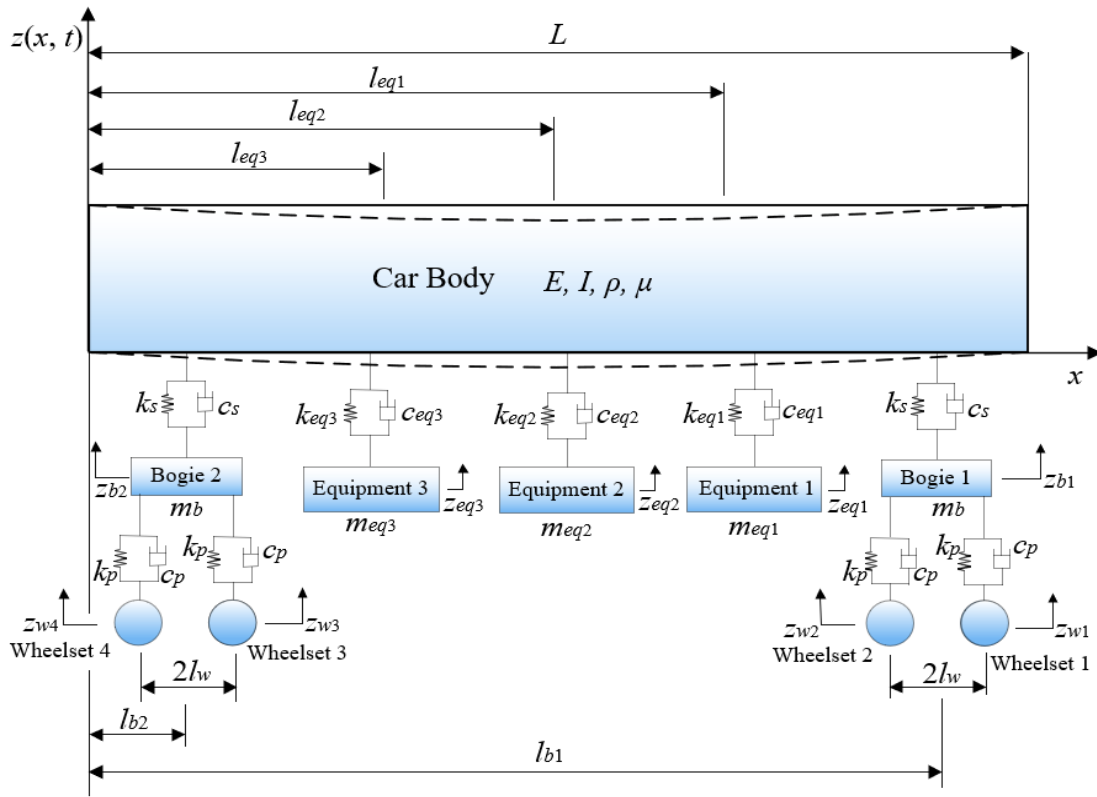 z(x, t)
L
l_eq1
l_eq2
l_eq3
Car Body E, I, ρ, μ
x
k_s c_s k_eq3 c_eq3 k_eq2 c_eq2 k_eq1 c_eq1 k_s c_s
z_b2 Bogie 2 Equipment 3 z_eq3 Equipment 2 z_eq2 Equipment 1 z_eq1 Bogie 1 z_b1
m_b m_eq3 m_eq2 m_eq1 m_b
k_p c_p k_p c_p k_p c_p k_p c_p
z_w4 z_w3 z_w2 z_w1
Wheelset 4 Wheelset 3 Wheelset 2 Wheelset 1
2l_w 2l_w
l_b2
l_b1